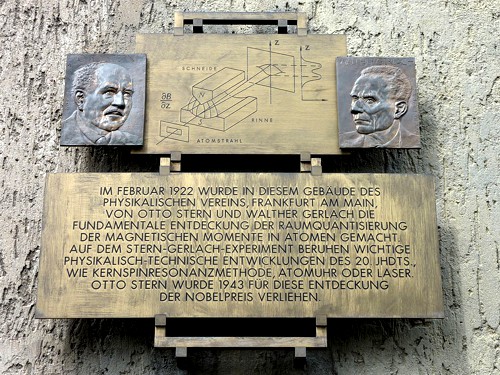 Z
Z
SCHNEIDE
∂B
∂Z
N
S
RINNE
ATOMSTRAHL
IM FEBRUAR 1922 WURDE IN DIESEM GEBÄUDE DES
PHYSIKALISCHEN VEREINS, FRANKFURT AM MAIN,
VON OTTO STERN UND WALTHER GERLACH DIE
FUNDAMENTALE ENTDECKUNG DER RAUMQUANTISIERUNG
DER MAGNETISCHEN MOMENTE IN ATOMEN GEMACHT.
AUF DEM STERN-GERLACH-EXPERIMENT BERUHEN WICHTIGE
PHYSIKALISCH-TECHNISCHE ENTWICKLUNGEN DES 20. JHDTS.,
WIE KERNSPINRESONANZMETHODE, ATOMUHR ODER LASER.
OTTO STERN WURDE 1943 FÜR DIESE ENTDECKUNG
DER NOBELPREIS VERLIEHEN.